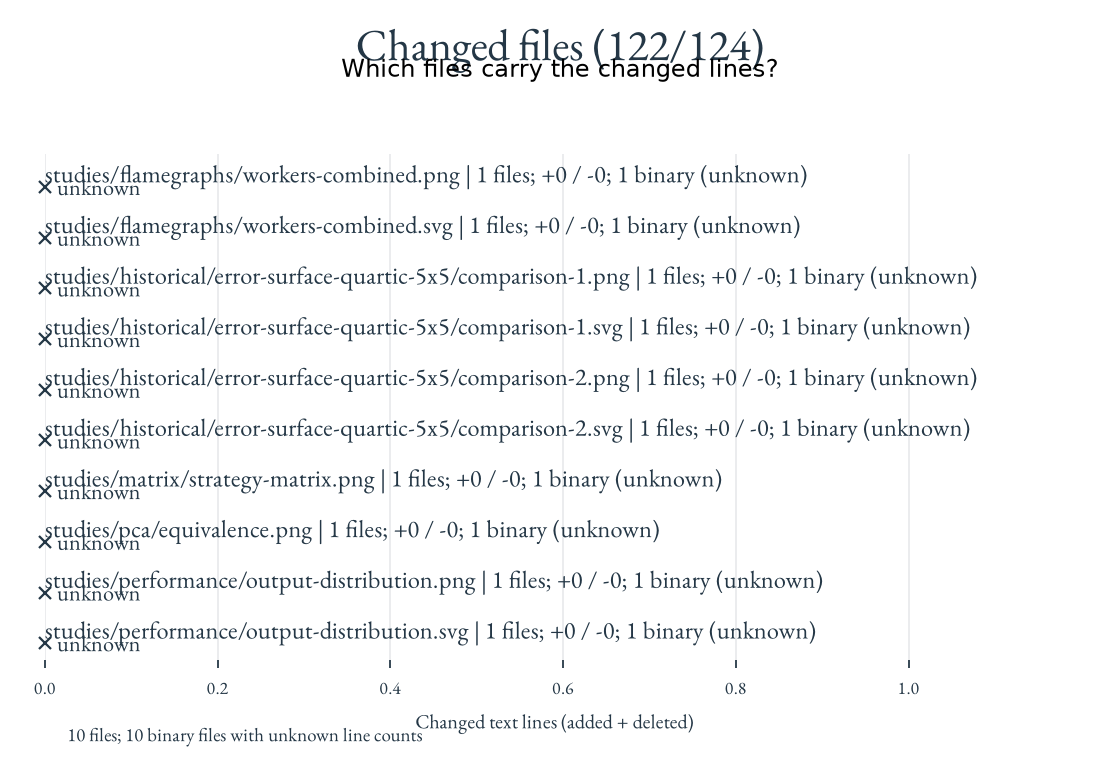 Changed files (122/124)
Which files carry the changed lines?
studies/flamegraphs/workers-combined.png | 1 files; +0 / -0; 1 binary (unknown)
unknown
studies/flamegraphs/workers-combined.svg | 1 files; +0 / -0; 1 binary (unknown)
unknown
studies/historical/error-surface-quartic-5x5/comparison-1.png | 1 files; +0 / -0; 1 binary (unknown)
unknown
studies/historical/error-surface-quartic-5x5/comparison-1.svg | 1 files; +0 / -0; 1 binary (unknown)
unknown
studies/historical/error-surface-quartic-5x5/comparison-2.png | 1 files; +0 / -0; 1 binary (unknown)
unknown
studies/historical/error-surface-quartic-5x5/comparison-2.svg | 1 files; +0 / -0; 1 binary (unknown)
unknown
studies/matrix/strategy-matrix.png | 1 files; +0 / -0; 1 binary (unknown)
unknown
studies/pca/equivalence.png | 1 files; +0 / -0; 1 binary (unknown)
unknown
studies/performance/output-distribution.png | 1 files; +0 / -0; 1 binary (unknown)
unknown
studies/performance/output-distribution.svg | 1 files; +0 / -0; 1 binary (unknown)
unknown
0.0 0.2 0.4 0.6 0.8 1.0
Changed text lines (added + deleted)
10 files; 10 binary files with unknown line counts